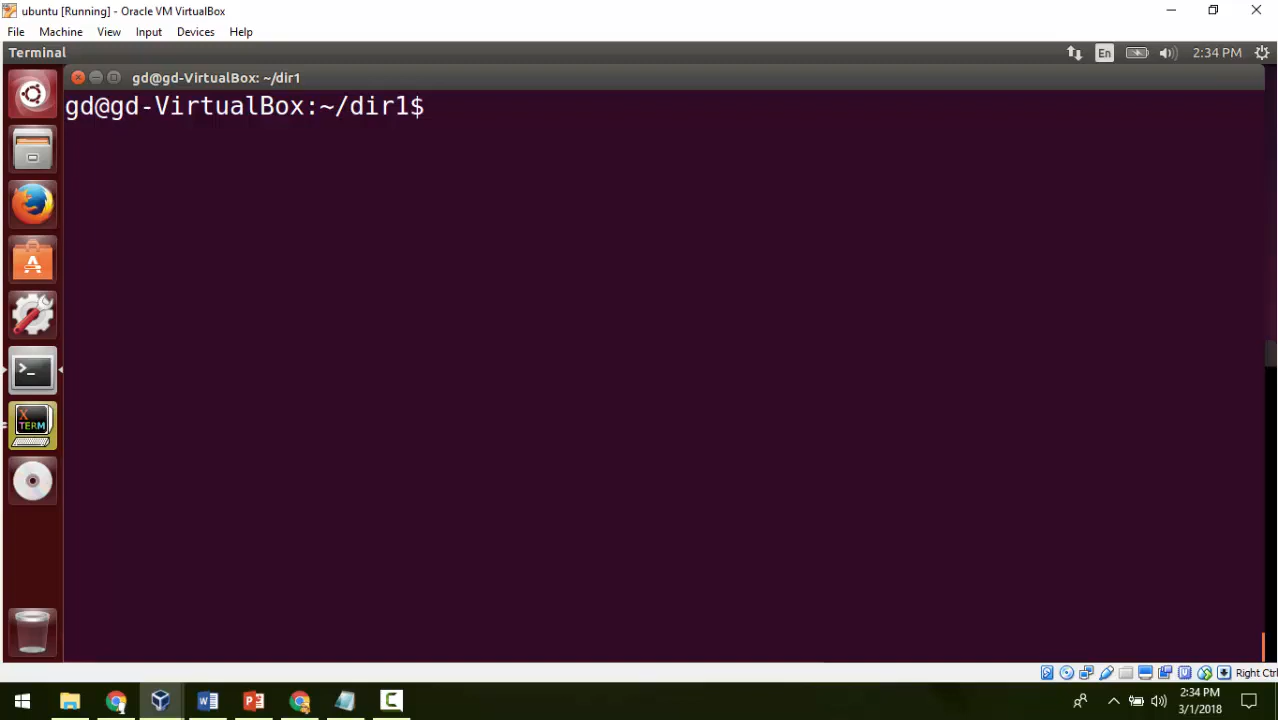 ubuntu [Running] - Oracle VM VirtualBox
File Machine View Input Devices Help
Terminal
En
2:34 PM
gd@gd-VirtualBox: ~/dir1
gd@gd-VirtualBox:~/dir1$
A
>_
X
TERM
Right Ctrl
W
P
C
2:34 PM
3/1/2018